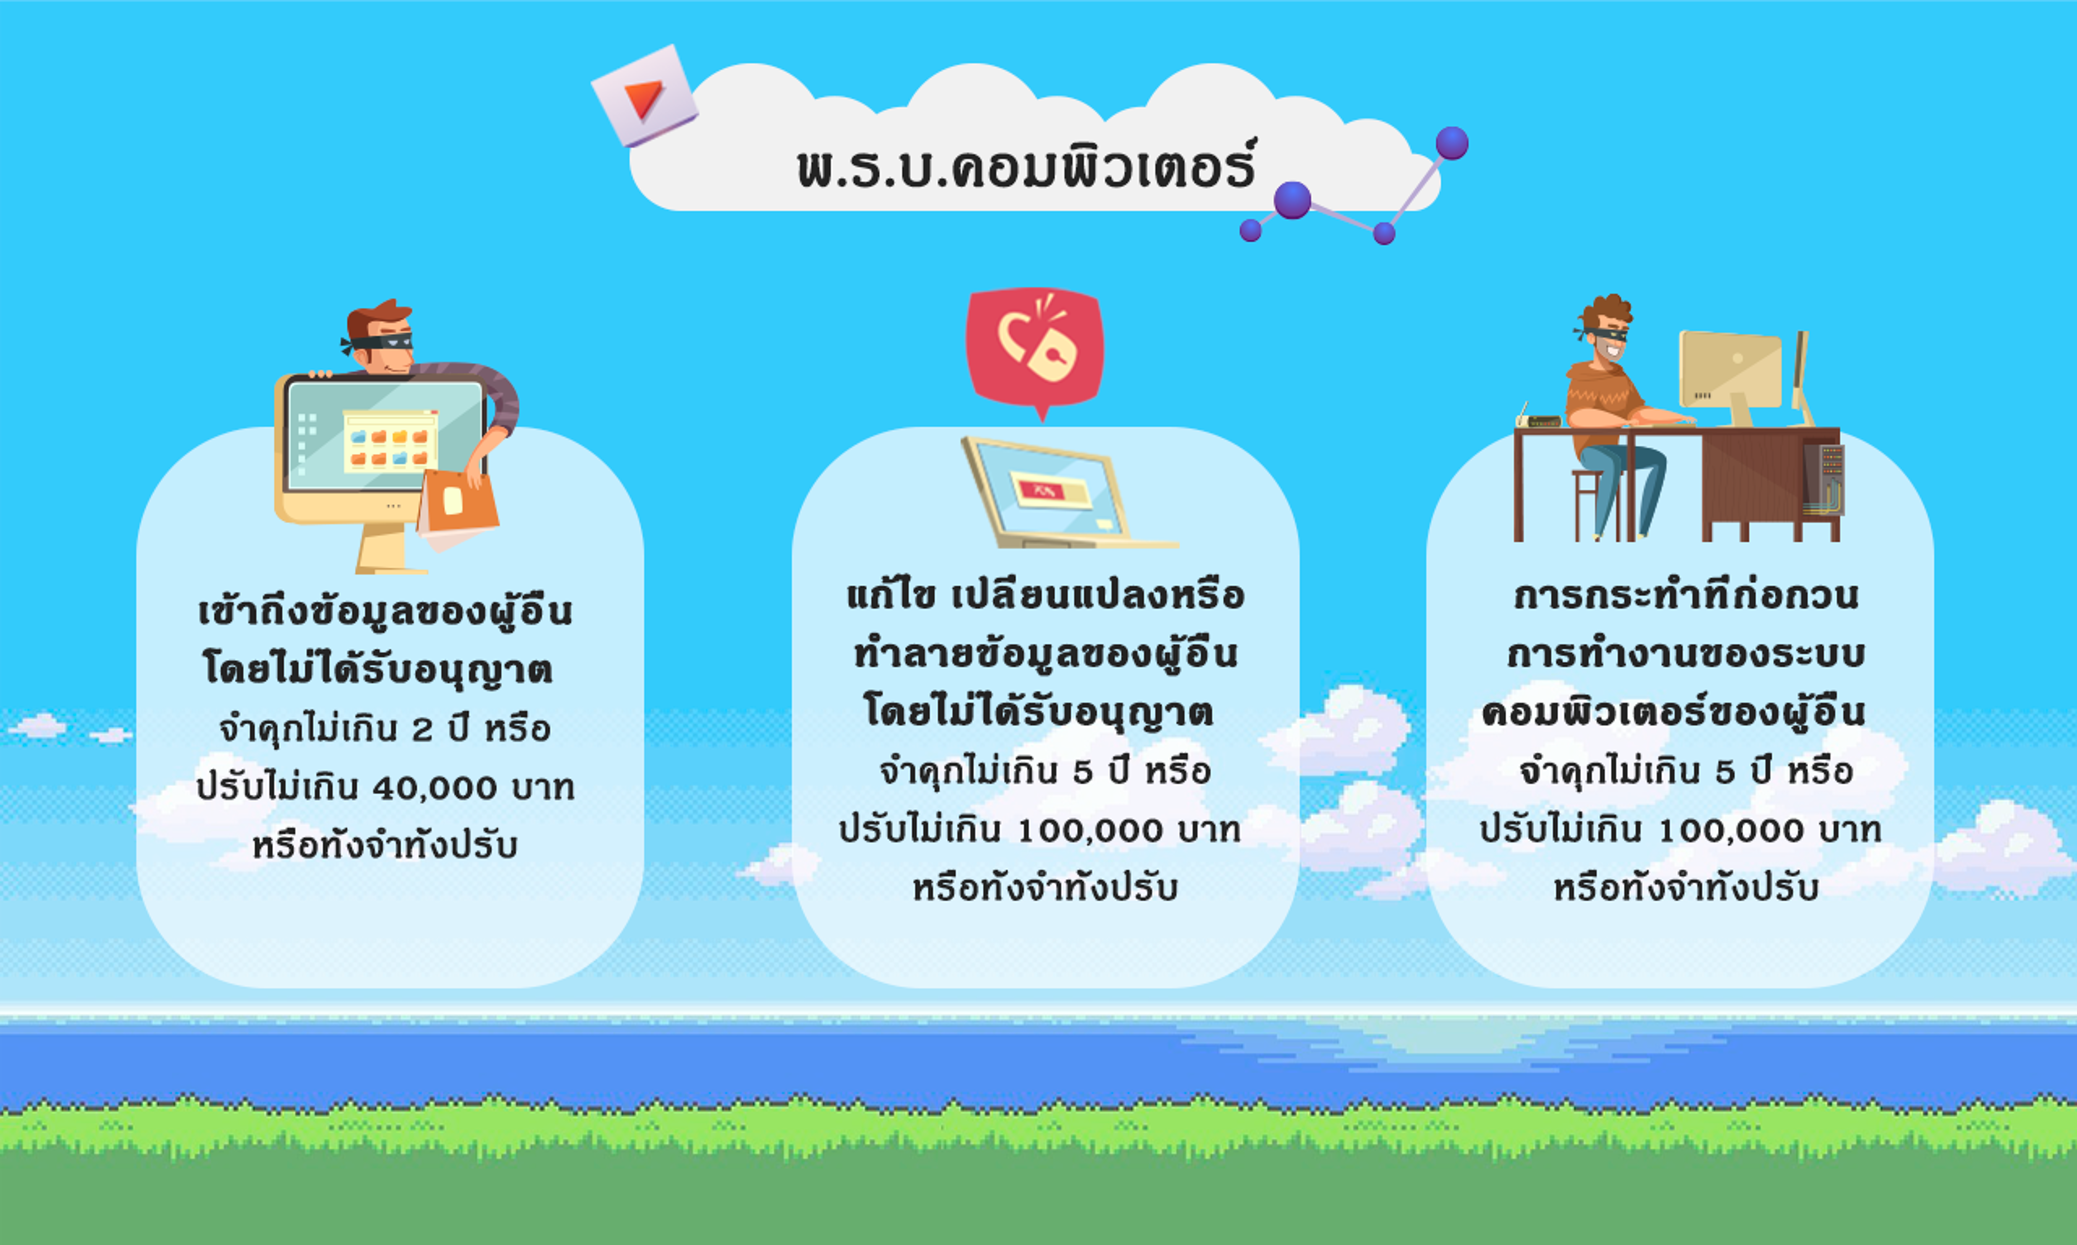 พ.ร.บ.คอมพิวเตอร์
เข้าถึงข้อมูลของผู้อื่น
โดยไม่ได้รับอนุญาต
จำคุกไม่เกิน 2 ปี หรือ
ปรับไม่เกิน 40,000 บาท
หรือทั้งจำทั้งปรับ
70%
แก้ไข เปลี่ยนแปลงหรือ
ทำลายข้อมูลของผู้อื่น
โดยไม่ได้รับอนุญาต
จำคุกไม่เกิน 5 ปี หรือ
ปรับไม่เกิน 100,000 บาท
หรือทั้งจำทั้งปรับ
การกระทำที่ก่อกวน
การทำงานของระบบ
คอมพิวเตอร์ของผู้อื่น
จำคุกไม่เกิน 5 ปี หรือ
ปรับไม่เกิน 100,000 บาท
หรือทั้งจำทั้งปรับ